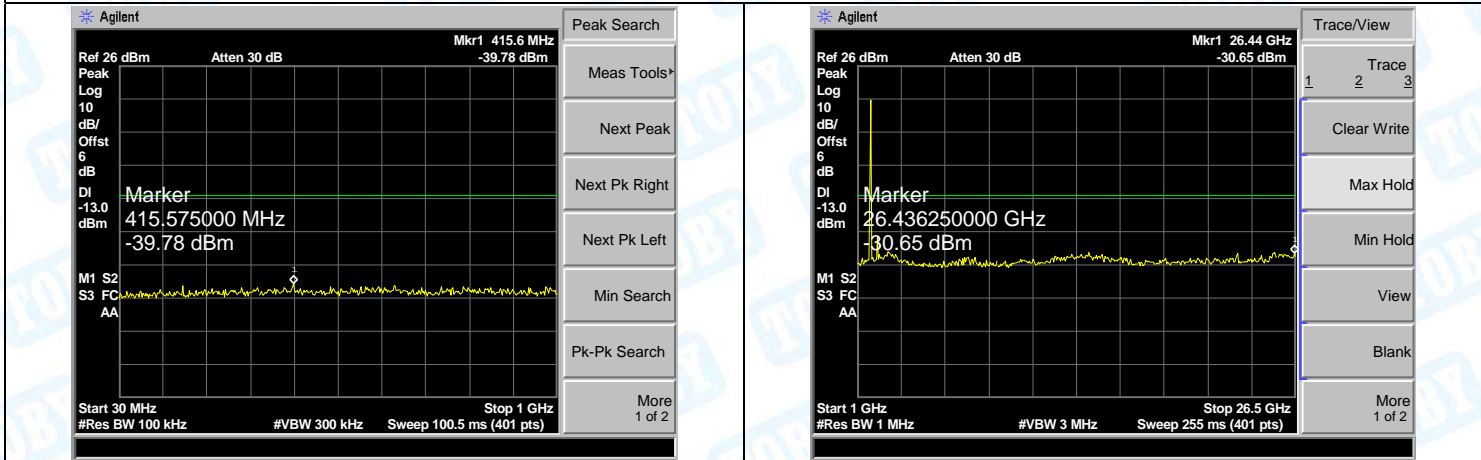 Agilent
Peak Search
Mkr1 415.6 MHz
Ref 26 dBm Atten 30 dB -39.78 dBm
Peak
Log
10
dB/
Offst
6
dB
DI
-13.0
dBm
Marker
415.575000 MHz
-39.78 dBm
1
M1 S2
S3 FC
AA
Start 30 MHz Stop 1 GHz
#Res BW 100 kHz #VBW 300 kHz Sweep 100.5 ms (401 pts)
Meas Tools
Next Peak
Next Pk Right
Next Pk Left
Min Search
Pk-Pk Search
More
1 of 2
Agilent
Trace/View
Mkr1 26.44 GHz
Ref 26 dBm Atten 30 dB -30.65 dBm
Peak
Log
10
dB/
Offst
6
dB
DI
-13.0
dBm
Marker
26.436250000 GHz
-30.65 dBm
1
M1 S2
S3 FC
AA
Start 1 GHz Stop 26.5 GHz
#Res BW 1 MHz #VBW 3 MHz Sweep 255 ms (401 pts)
Trace
1 2 3
Clear Write
Max Hold
Min Hold
View
Blank
More
1 of 2
TOBY